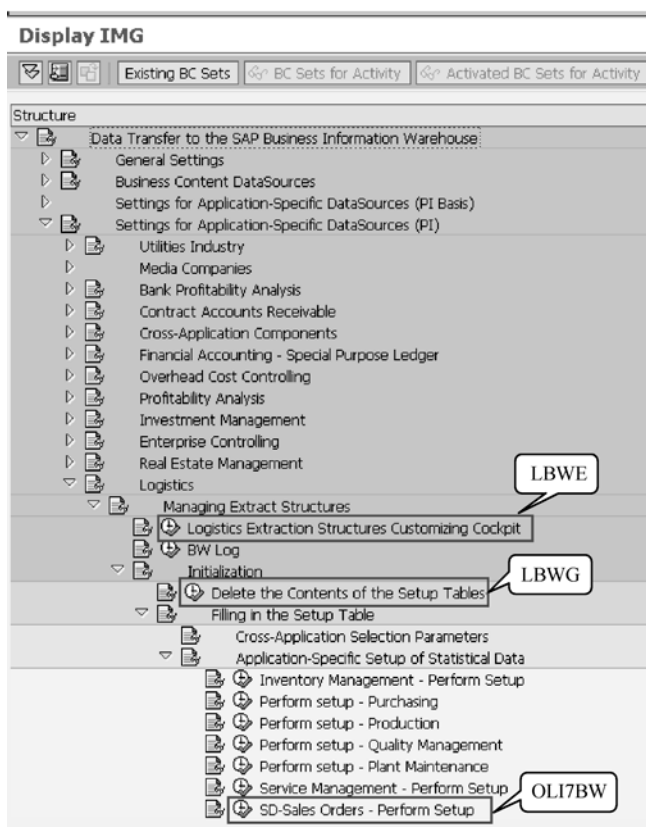 Display IMG
Existing BC Sets BC Sets for Activity Activated BC Sets for Activity
Structure
Data Transfer to the SAP Business Information Warehouse
General Settings
Business Content DataSources
Settings for Application-Specific DataSources (PI Basis)
Settings for Application-Specific DataSources (PI)
Utilities Industry
Media Companies
Bank Profitability Analysis
Contract Accounts Receivable
Cross-Application Components
Financial Accounting - Special Purpose Ledger
Overhead Cost Controlling
Profitability Analysis
Investment Management
Enterprise Controlling
Real Estate Management
LBWE
Logistics
Managing Extract Structures
Logistics Extraction Structures Customizing Cockpit
BW Log
Initialization
LBWG
Delete the Contents of the Setup Tables
Filling in the Setup Table
Cross-Application Selection Parameters
Application-Specific Setup of Statistical Data
Inventory Management - Perform Setup
Perform setup - Purchasing
Perform setup - Production
Perform setup - Quality Management
Perform setup - Plant Maintenance
Service Management - Perform Setup
OLI7BW
SD-Sales Orders - Perform Setup